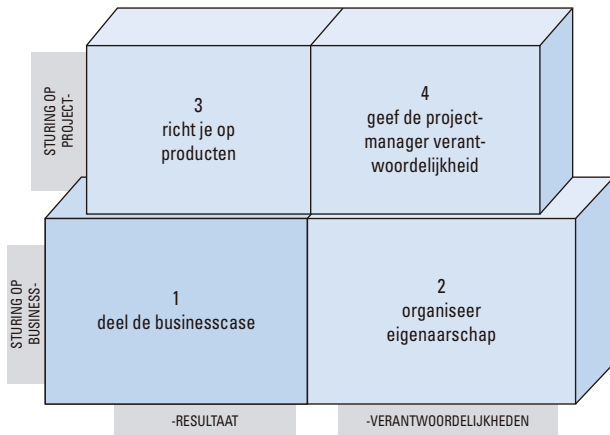 STURING OP
PROJECT-
3
richt je op
producten
4
geef de project-
manager verant-
woordelijkheid
STURING OP
BUSINESS-
1
deel de businesscase
2
organiseer
eigenaarschap
-RESULTAAT
-VERANTWOORDELIJKHEDEN